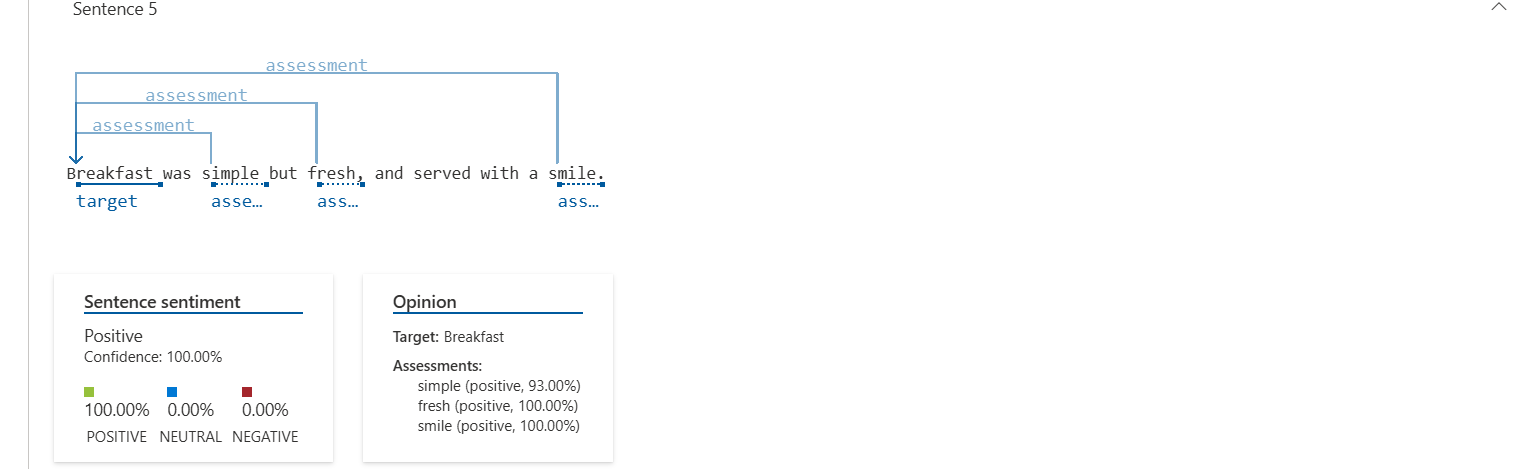 Sentence 5
assessment
assessment
assessment
Breakfast was simple but fresh, and served with a smile.
target asse… ass… ass…
Sentence sentiment
Positive
Confidence: 100.00%
100.00% 0.00% 0.00%
POSITIVE NEUTRAL NEGATIVE
Opinion
Target: Breakfast
Assessments:
simple (positive, 93.00%)
fresh (positive, 100.00%)
smile (positive, 100.00%)